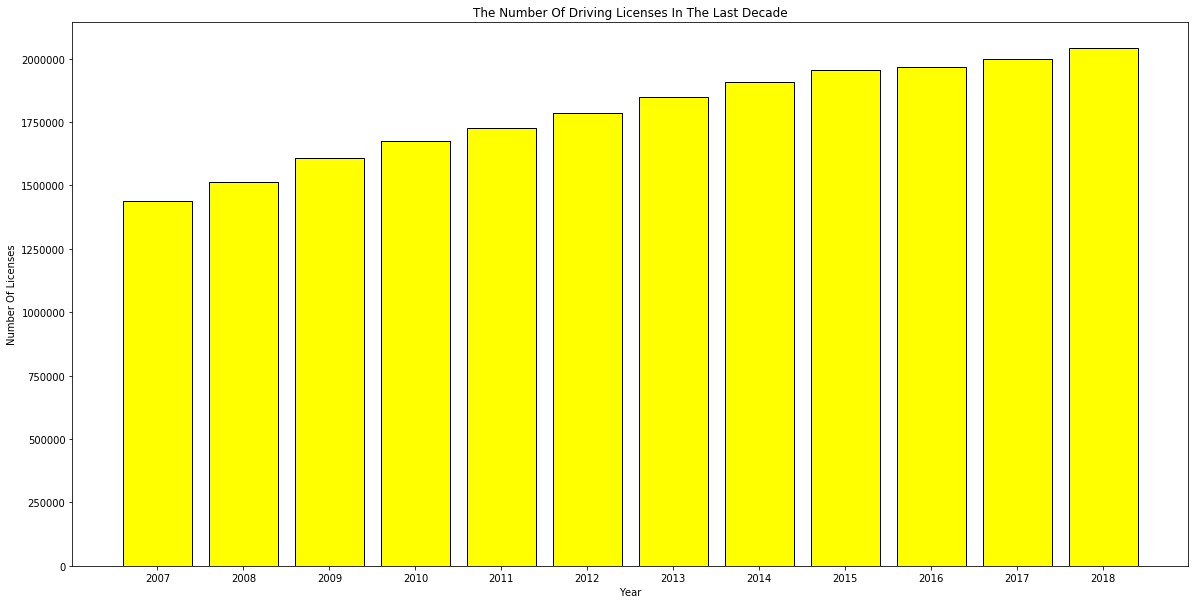 The Number Of Driving Licenses In The Last Decade
2000000
1750000
1500000
1250000
1000000
750000
500000
250000
0
Number Of Licenses
2007 2008 2009 2010 2011 2012 2013 2014 2015 2016 2017 2018
Year